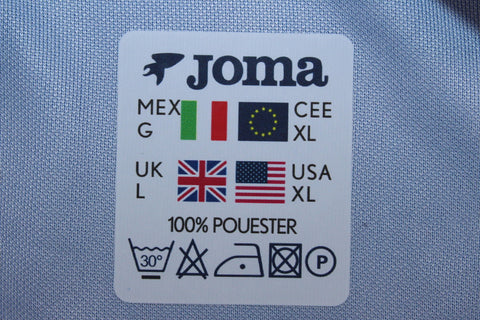 JOMA
MEX CEE
G XL
UK USA
L XL
100% POUESTER
30° P